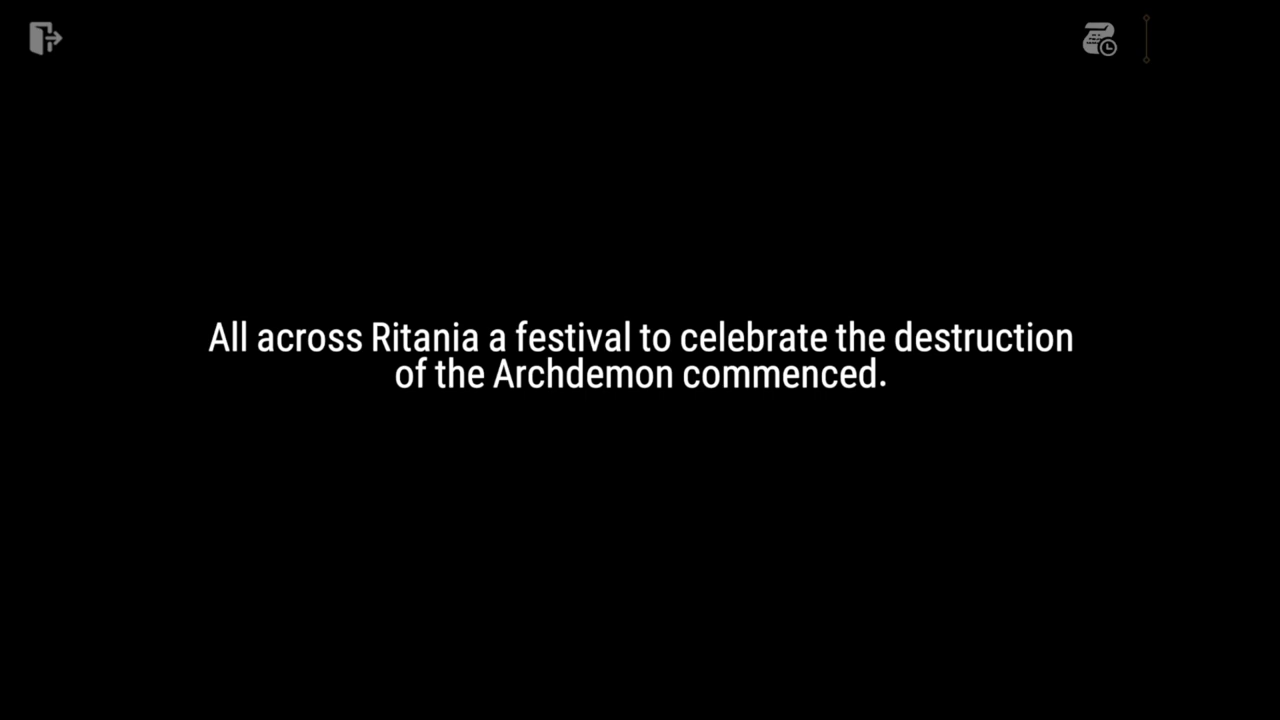 All across Ritania a festival to celebrate the destruction
of the Archdemon commenced.